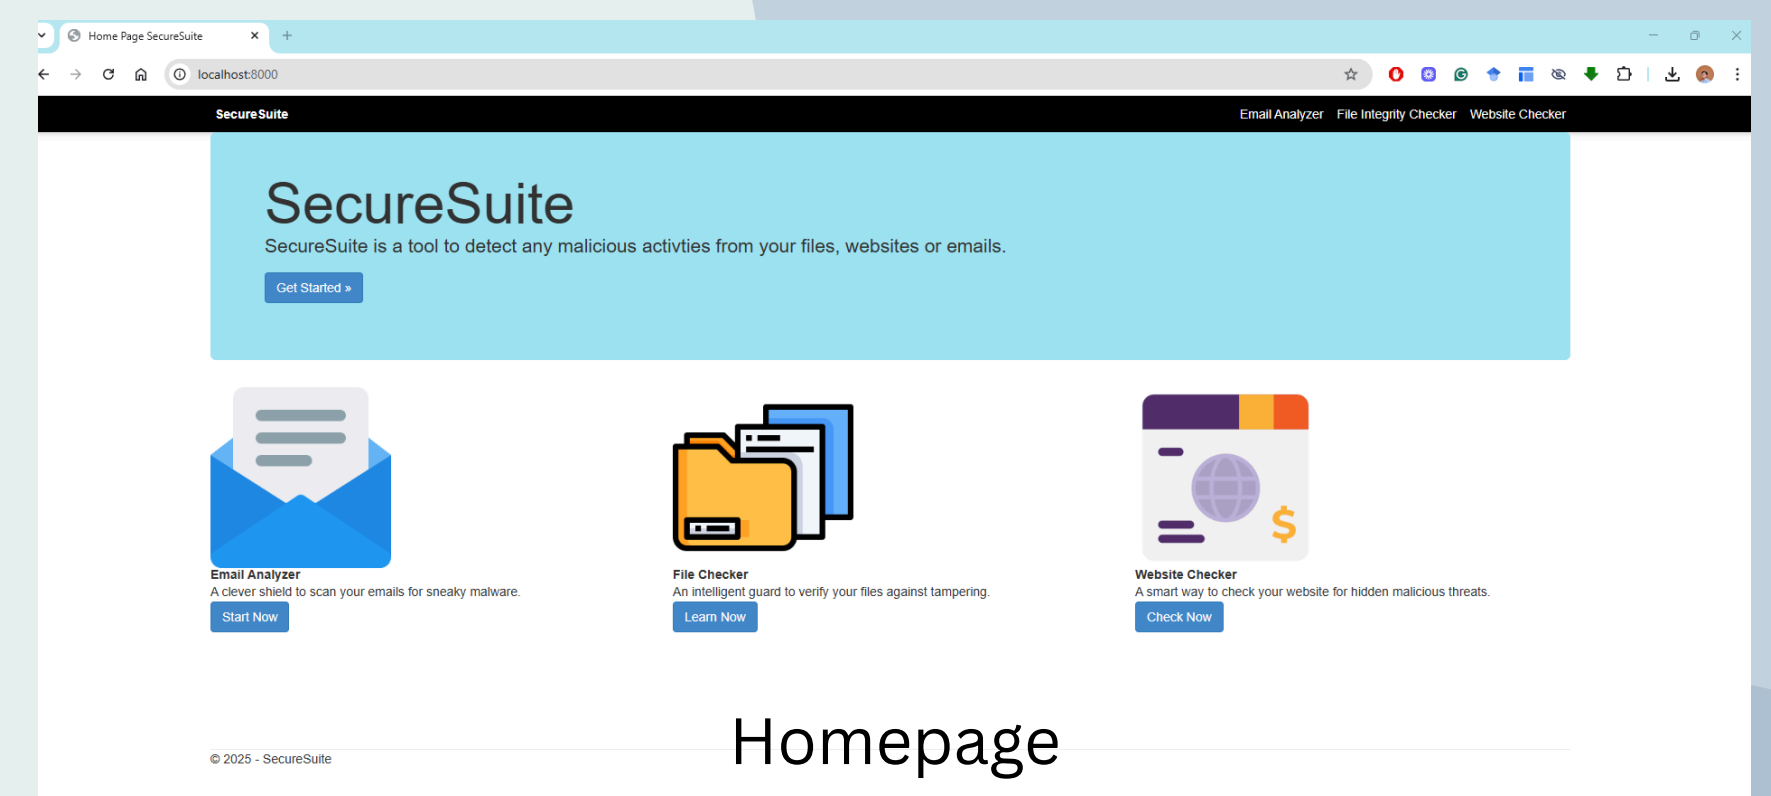 Home Page SecureSuite
localhost:8000
SecureSuite
Email Analyzer File Integrity Checker Website Checker
SecureSuite
SecureSuite is a tool to detect any malicious activties from your files, websites or emails.
Get Started »
Email Analyzer
A clever shield to scan your emails for sneaky malware.
Start Now
File Checker
An intelligent guard to verify your files against tampering.
Learn Now
Website Checker
A smart way to check your website for hidden malicious threats.
Check Now
Homepage
© 2025 - SecureSuite